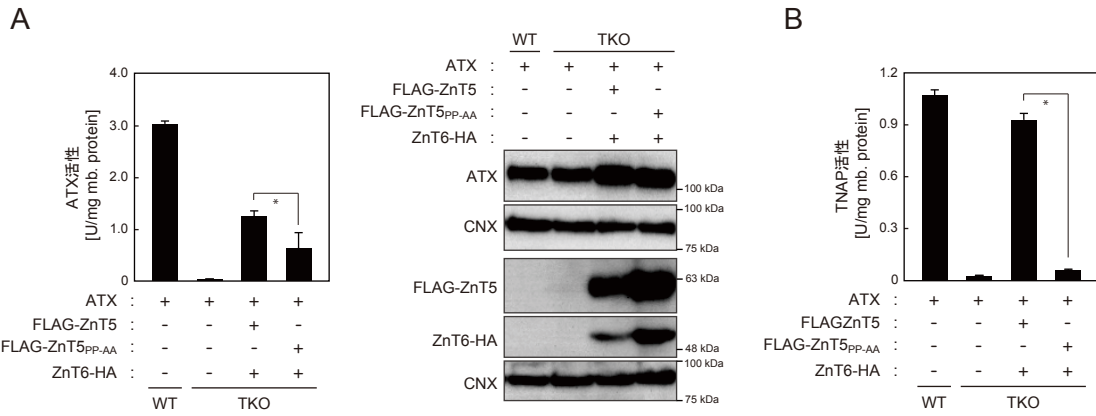 A
4.0
3.0
2.0
1.0
0
ATX活性
[U/mg mb. protein]
*
ATX : + + + +
FLAG-ZnT5 : - - + -
FLAG-ZnT5PP-AA : - - - +
ZnT6-HA : - - + +
WT TKO
WT TKO
ATX : + + + +
FLAG-ZnT5 : - - + -
FLAG-ZnT5PP-AA : - - - +
ZnT6-HA : - - + +
ATX
100 kDa
100 kDa
CNX
75 kDa
63 kDa
FLAG-ZnT5
ZnT6-HA
48 kDa
100 kDa
CNX
75 kDa
B
1.2
0.9
0.6
0.3
0
TNAP活性
[U/mg mb. protein]
*
ATX : + + + +
FLAGZnT5 : - - + -
FLAG-ZnT5PP-AA : - - - +
ZnT6-HA : - - + +
WT TKO